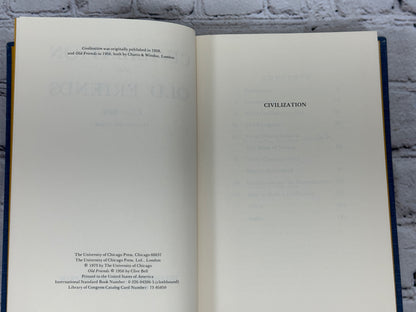 Civilization was originally published in 1928,
and Old Friends in 1956, both by Chatto & Windus, London
The University of Chicago Press, Chicago 60637
The University of Chicago Press, Ltd., London
© 1973 by The University of Chicago
Old Friends © 1956 by Clive Bell
Printed in the United States of America
International Standard Book Number: 0-226-04206-5 (clothbound)
Library of Congress Catalog Card Number: 73-85850
CIVILIZATION